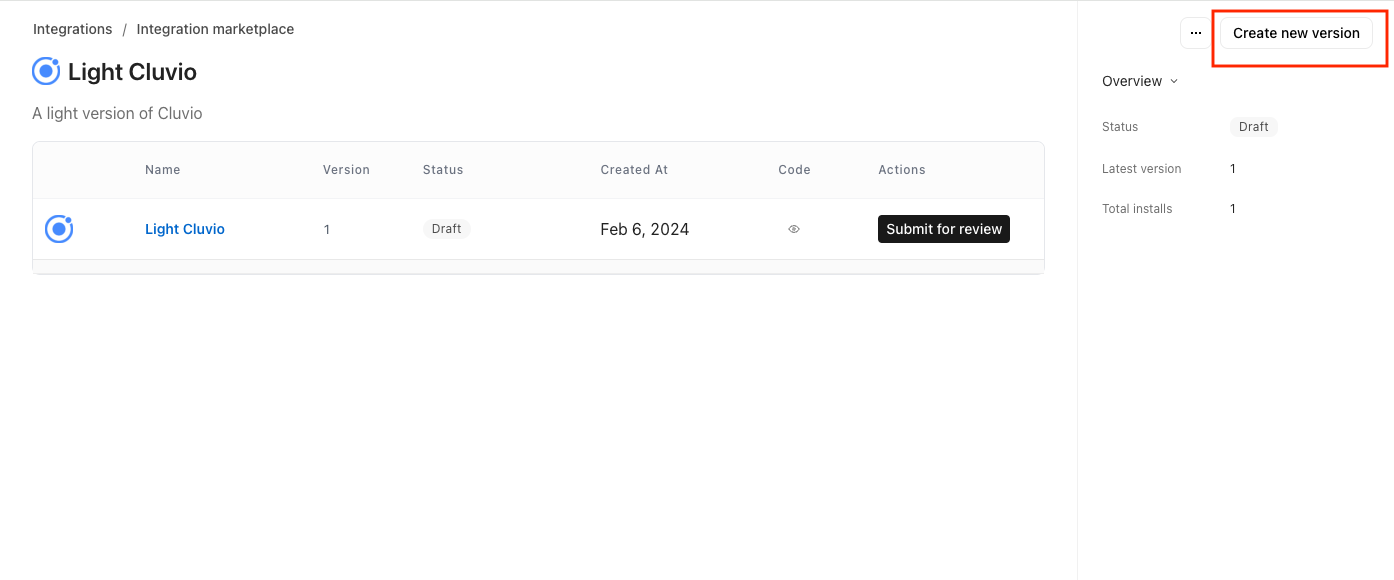 Integrations / Integration marketplace
... Create new version
Light Cluvio
Overview
A light version of Cluvio
Status Draft
Name Version Status Created At Code Actions
Latest version 1
Light Cluvio 1 Draft Feb 6, 2024 Submit for review
Total installs 1